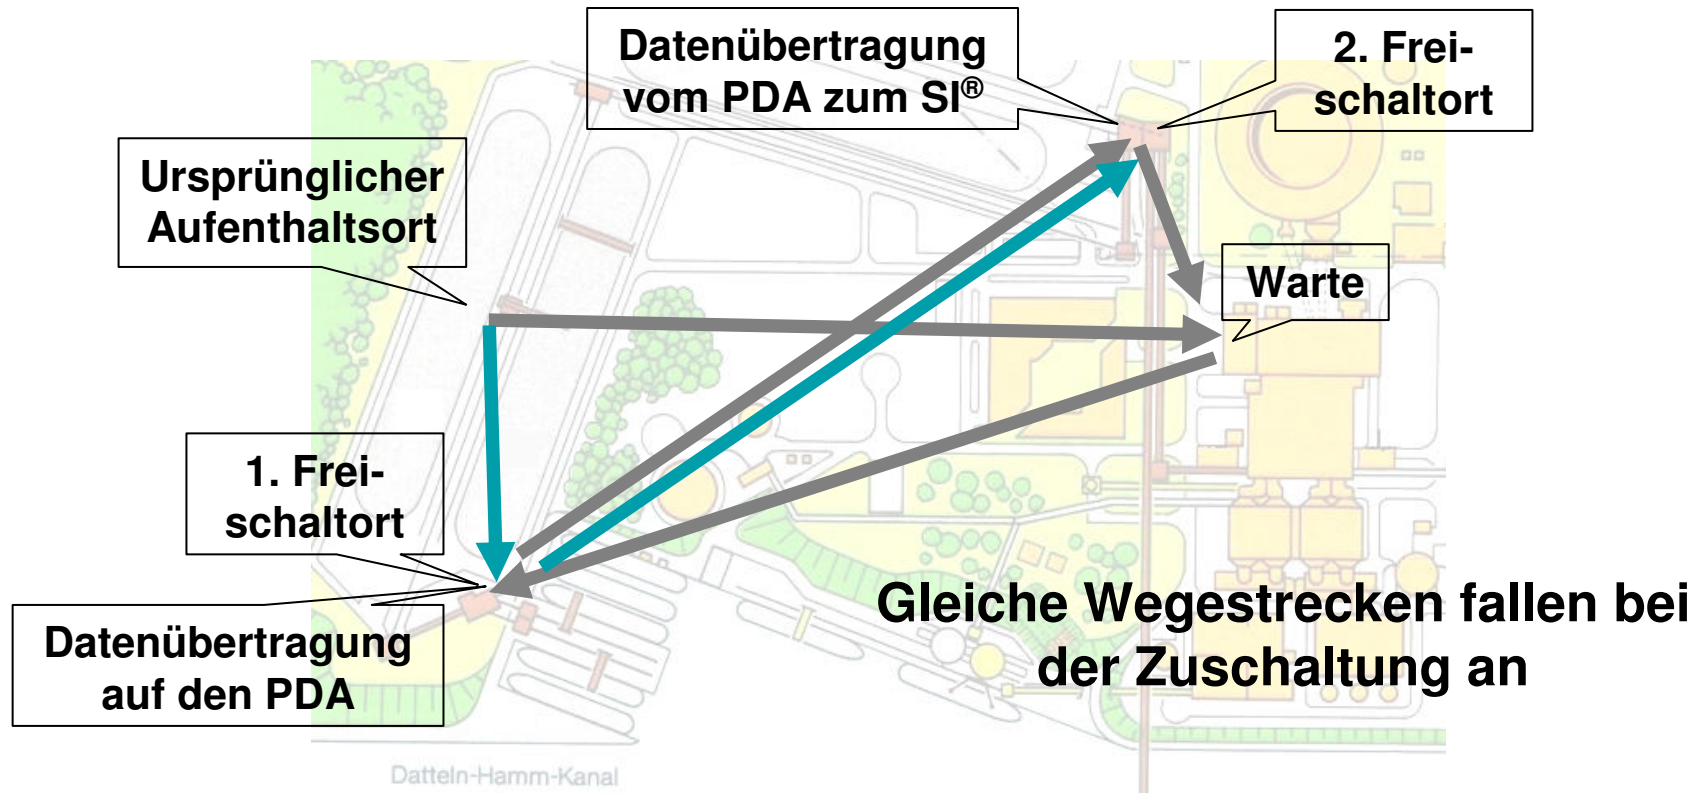 Datenübertragung
vom PDA zum SI®
2. Frei-
schaltort
Ursprünglicher
Aufenthaltsort
Warte
1. Frei-
schaltort
Gleiche Wegestrecken fallen bei
der Zuschaltung an
Datenübertragung
auf den PDA
Datteln-Hamm-Kanal